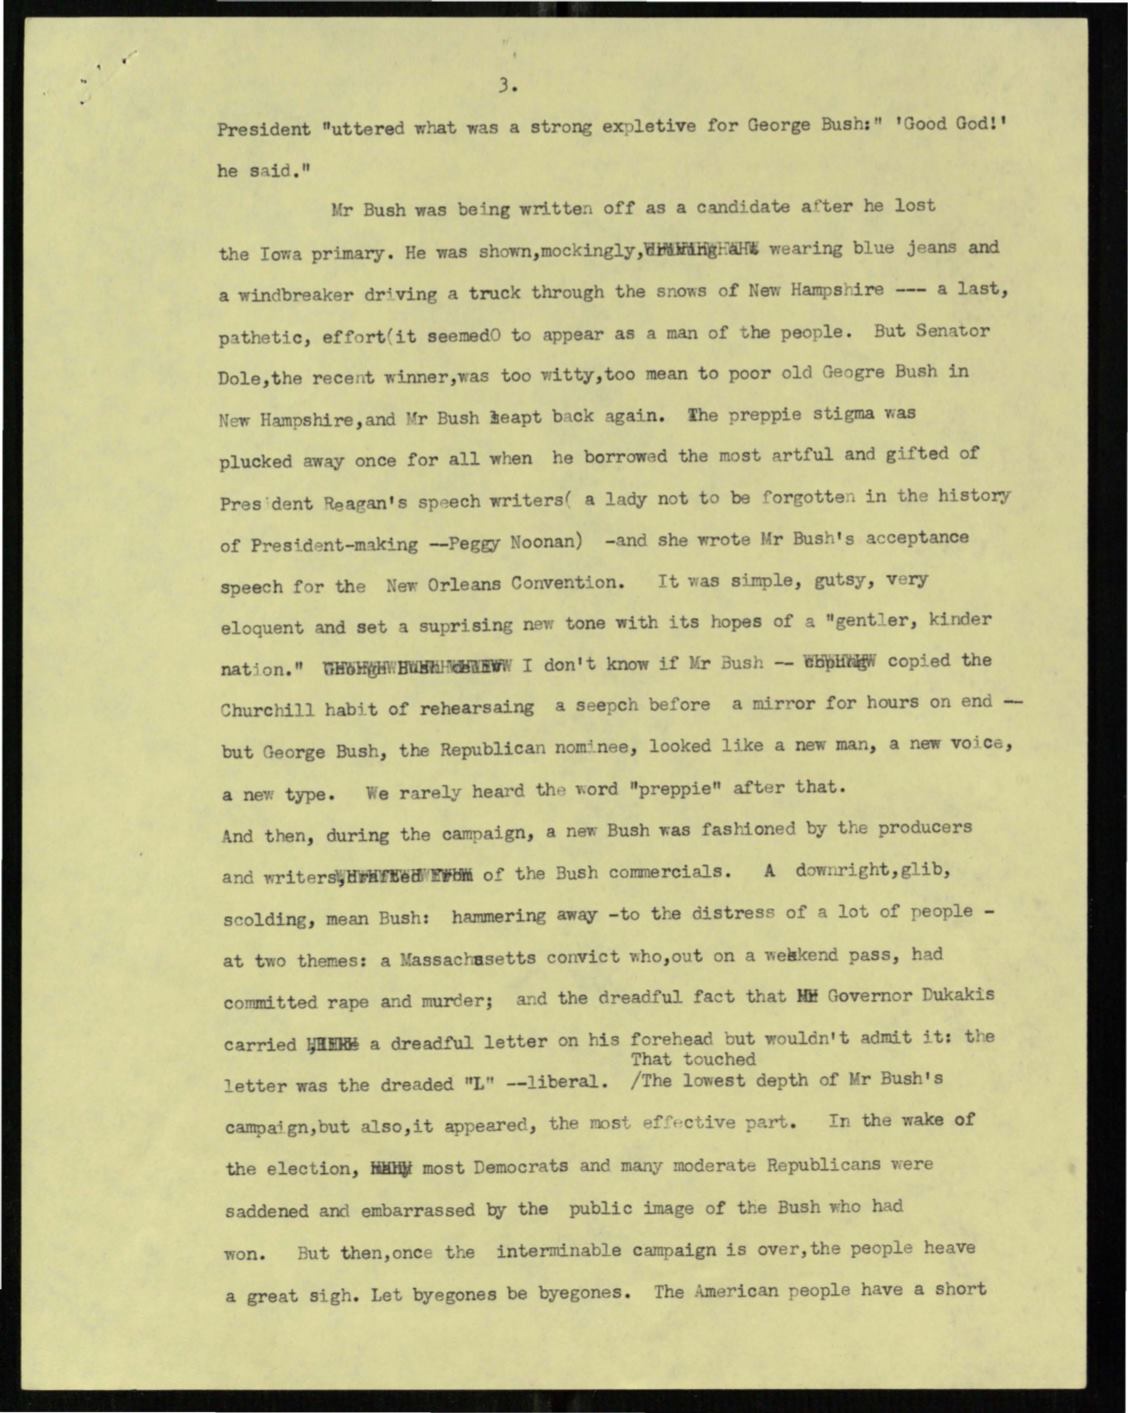 3.
President "uttered what was a strong expletive for George Bush:" 'Good God!'
he said."
Mr Bush was being written off as a candidate after he lost
the Iowa primary. He was shown,mockingly, wearing blue jeans and
a windbreaker driving a truck through the snows of New Hampshire --- a last,
pathetic, effort(it seemed0 to appear as a man of the people. But Senator
Dole,the recent winner,was too witty,too mean to poor old Geogre Bush in
New Hampshire,and Mr Bush leapt back again. The preppie stigma was
plucked away once for all when he borrowed the most artful and gifted of
President Reagan's speech writers( a lady not to be forgotten in the history
of President-making --Peggy Noonan) -and she wrote Mr Bush's acceptance
speech for the New Orleans Convention. It was simple, gutsy, very
eloquent and set a suprising new tone with its hopes of a "gentler, kinder
nation." I don't know if Mr Bush -- copied the
Churchill habit of rehearsaing a seepch before a mirror for hours on end --
but George Bush, the Republican nominee, looked like a new man, a new voice,
a new type. We rarely heard the word "preppie" after that.
And then, during the campaign, a new Bush was fashioned by the producers
and writers of the Bush commercials. A downright,glib,
scolding, mean Bush: hammering away -to the distress of a lot of people -
at two themes: a Massachusetts convict who,out on a weekend pass, had
committed rape and murder; and the dreadful fact that Governor Dukakis
carried a dreadful letter on his forehead but wouldn't admit it: the
That touched
letter was the dreaded "L" --liberal. /The lowest depth of Mr Bush's
campaign,but also,it appeared, the most effective part. In the wake of
the election, most Democrats and many moderate Republicans were
saddened and embarrassed by the public image of the Bush who had
won. But then,once the interminable campaign is over,the people heave
a great sigh. Let byegones be byegones. The American people have a short